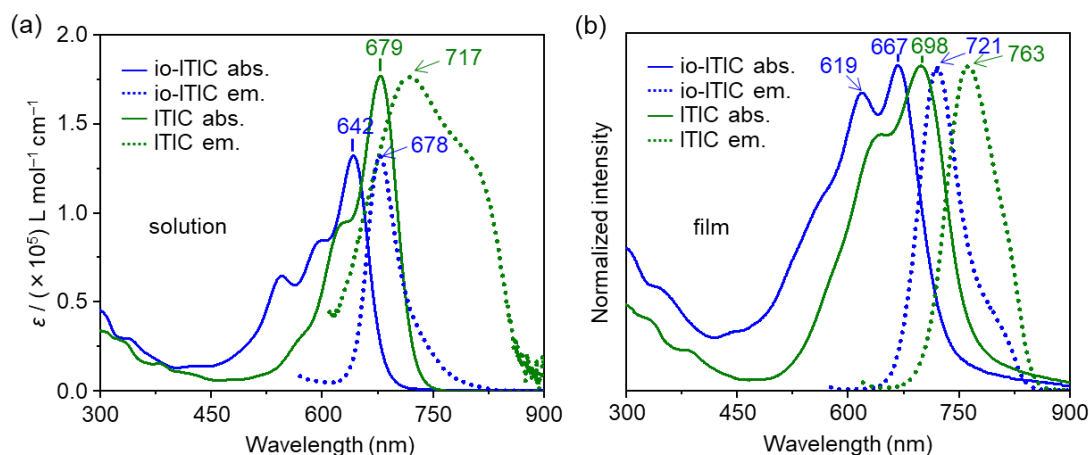 (a)
2.0
1.5
1.0
0.5
0.0
ε / (× 10⁵) L mol⁻¹ cm⁻¹
io-ITIC abs.
io-ITIC em.
ITIC abs.
ITIC em.
679
717
642
678
solution
300 450 600 750 900
Wavelength (nm)
(b)
Normalized intensity
io-ITIC abs.
io-ITIC em.
ITIC abs.
ITIC em.
667 698 721
619 763
film
300 450 600 750 900
Wavelength (nm)